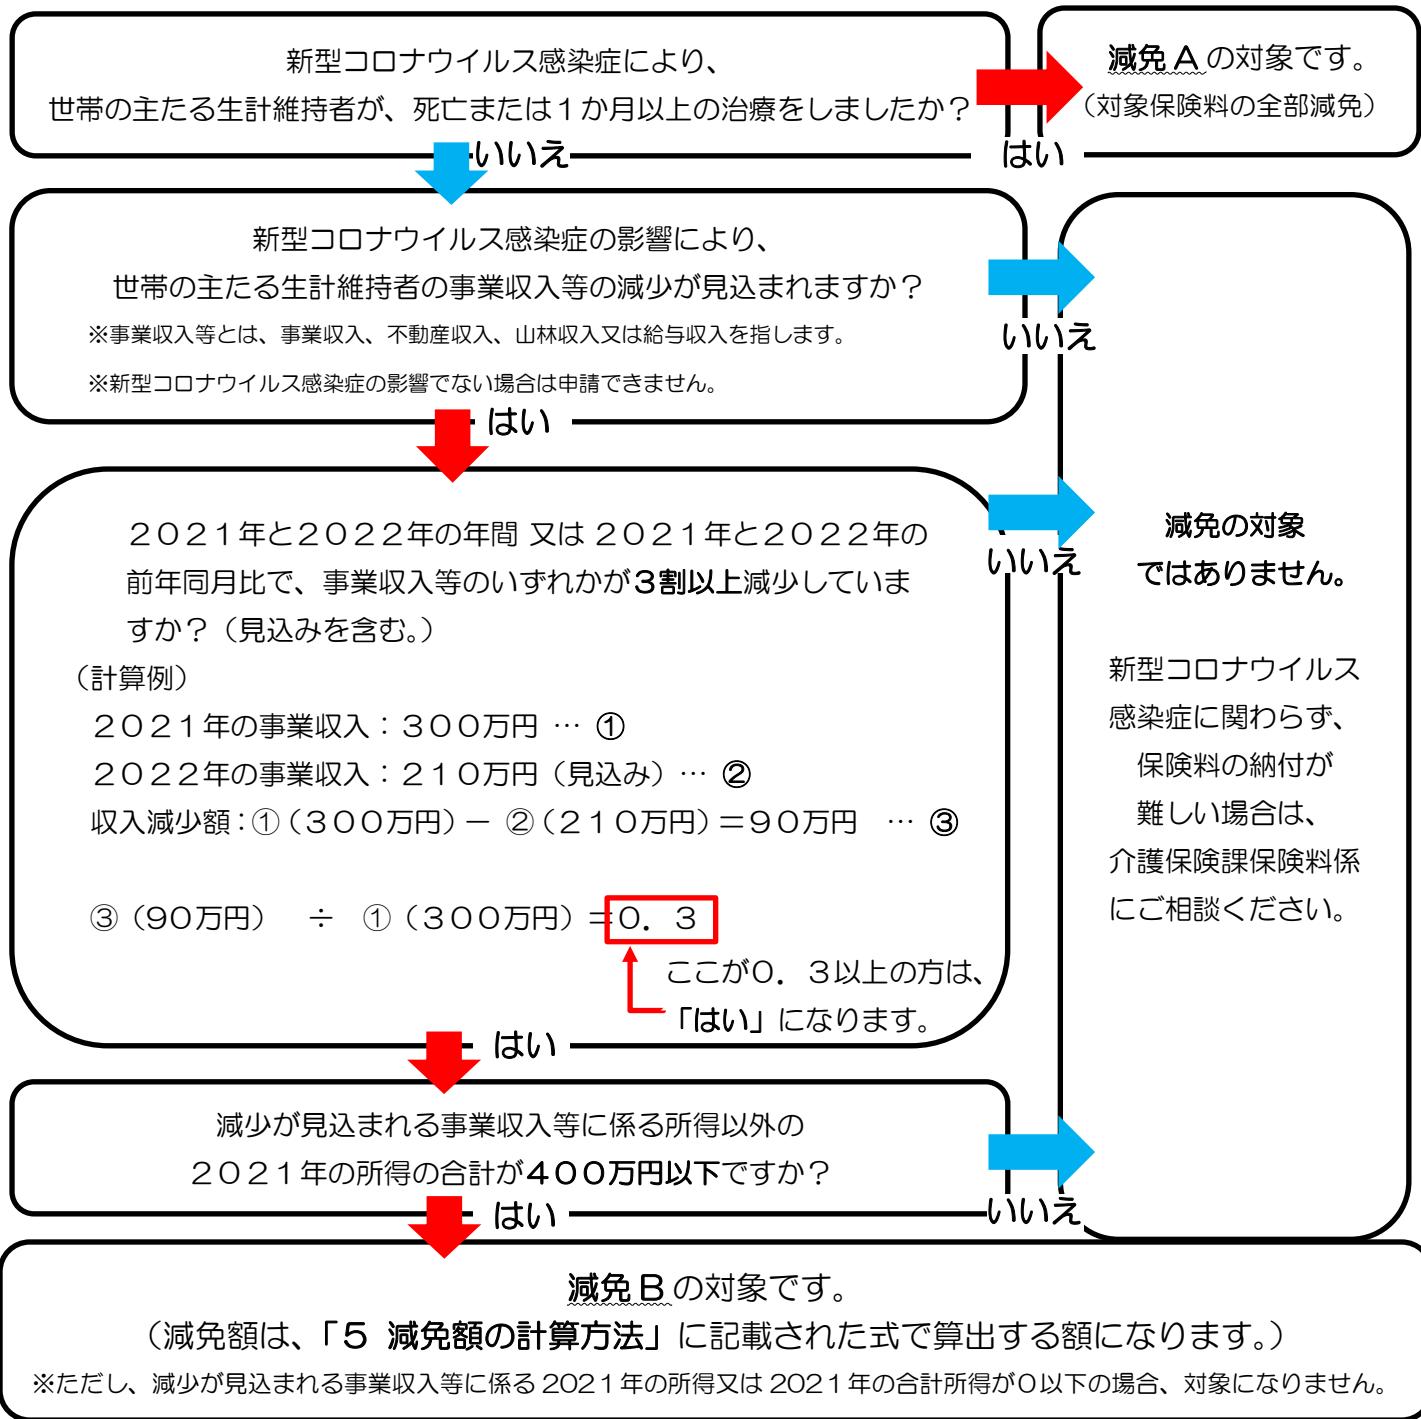 新型コロナウイルス感染症により、
世帯の主たる生計維持者が、死亡または１か月以上の治療をしましたか？
減免Ａの対象です。
（対象保険料の全部減免）
いいえ
はい
新型コロナウイルス感染症の影響により、
世帯の主たる生計維持者の事業収入等の減少が見込まれますか？
※事業収入等とは、事業収入、不動産収入、山林収入又は給与収入を指します。
※新型コロナウイルス感染症の影響でない場合は申請できません。
いいえ
はい
２０２１年と２０２２年の年間 又は ２０２１年と２０２２年の
前年同月比で、事業収入等のいずれかが３割以上減少していま
すか？（見込みを含む。）
（計算例）
２０２１年の事業収入：３００万円 … ①
２０２２年の事業収入：２１０万円（見込み）… ②
収入減少額：①（３００万円）－ ②（２１０万円）＝９０万円 … ③
③（９０万円） ÷ ①（３００万円）＝０．３
ここが０．３以上の方は、
「はい」になります。
いいえ
はい
減免の対象
ではありません。
新型コロナウイルス
感染症に関わらず、
保険料の納付が
難しい場合は、
介護保険課保険料係
にご相談ください。
減少が見込まれる事業収入等に係る所得以外の
２０２１年の所得の合計が４００万円以下ですか？
いいえ
はい
減免Ｂの対象です。
（減免額は、「５ 減免額の計算方法」に記載された式で算出する額になります。）
※ただし、減少が見込まれる事業収入等に係る 2021年の所得又は 2021年の合計所得が０以下の場合、対象になりません。